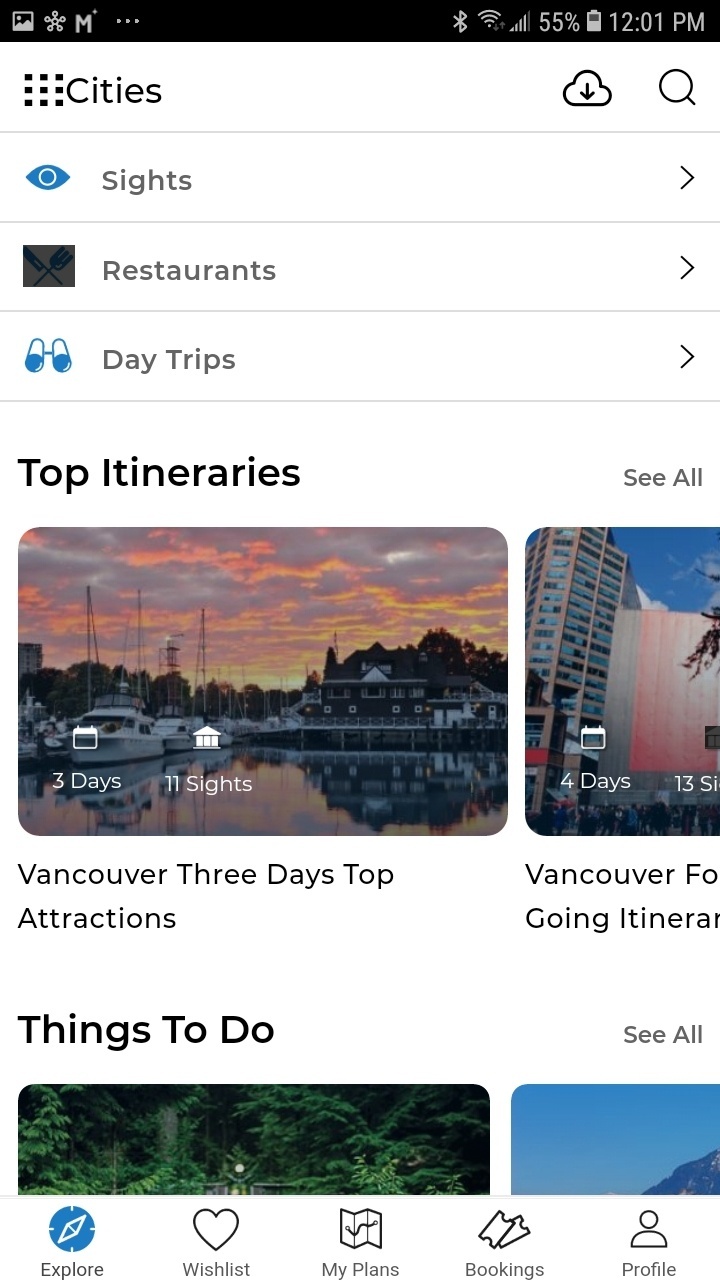 55% 12:01 PM
Cities
Sights
Restaurants
Day Trips
Top Itineraries
See All
3 Days
11 Sights
4 Days
13 Si
Vancouver Three Days Top
Attractions
Vancouver Fo
Going Itinerar
Things To Do
See All
Explore
Wishlist
My Plans
Bookings
Profile